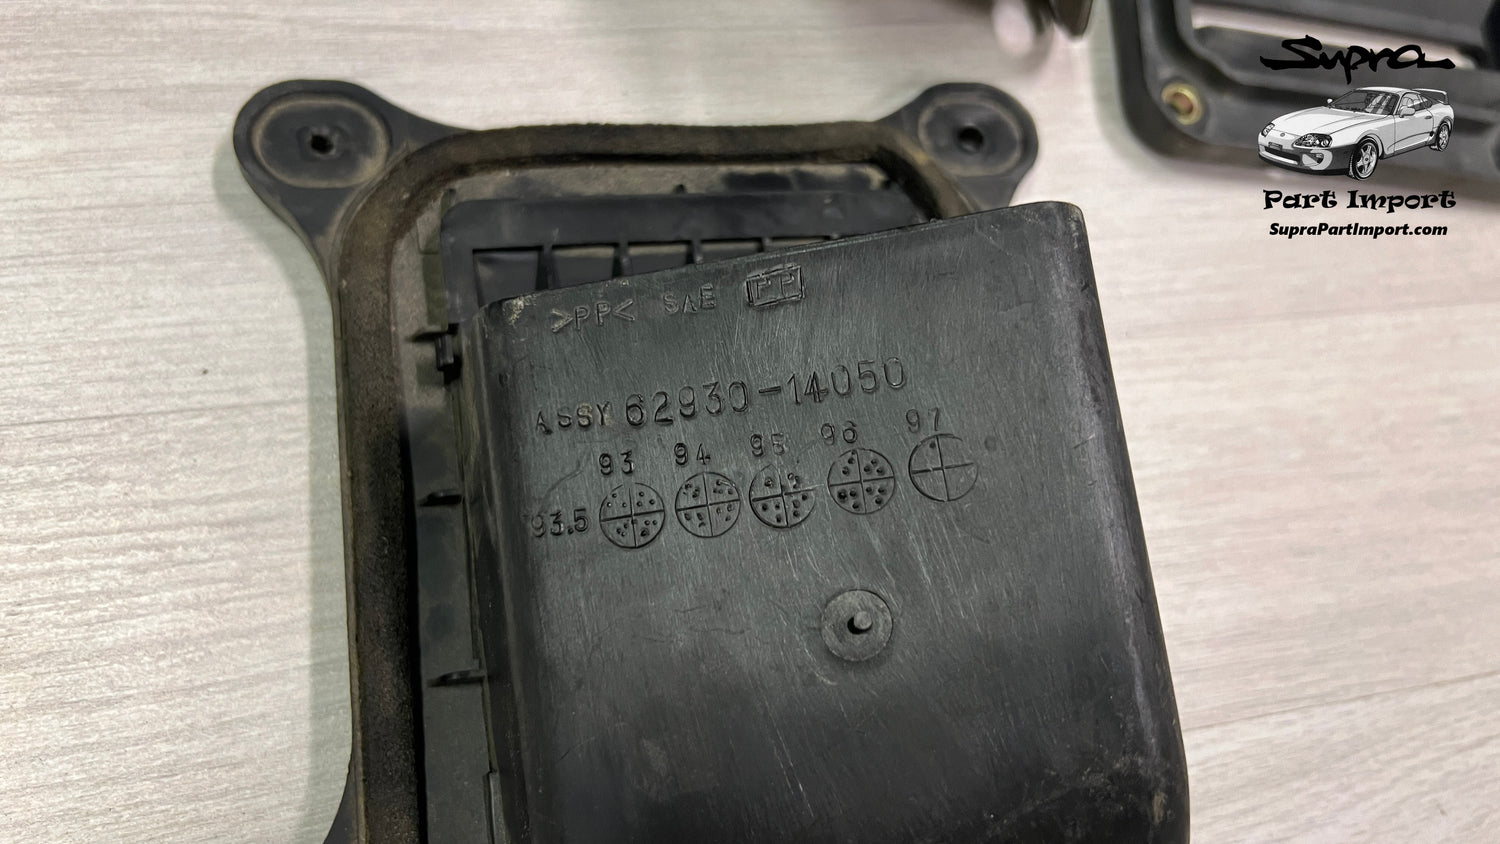 Supra
Part Import
SupraPartImport.com
>PP< SAE PP
ASSY 62930-14050
93 94 95 96 97
93.5